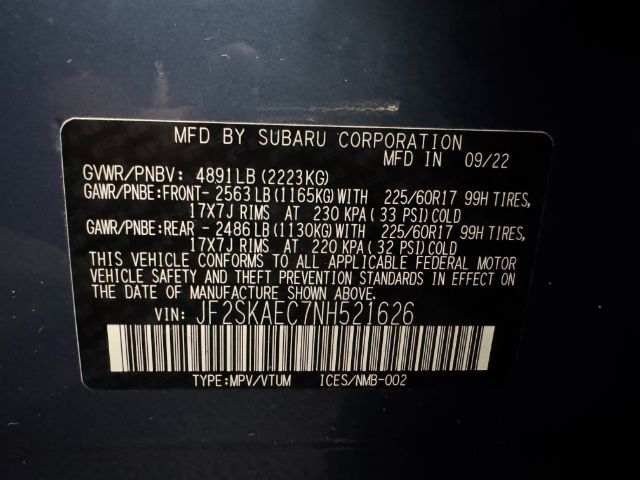 MFD BY SUBARU CORPORATION
MFD IN 09/22
GVWR/PNBV: 4891LB(2223KG)
GAWR/PNBE:FRONT- 2563LB(1165KG)WITH 225/60R17 99H TIRES,
17X7J RIMS AT 230 KPA(33 PSI)COLD
GAWR/PNBE:REAR - 2486LB(1130KG)WITH 225/60R17 99H TIRES,
17X7J RIMS AT 220 KPA(32 PSI)COLD
THIS VEHICLE CONFORMS TO ALL APPLICABLE FEDERAL MOTOR
VEHICLE SAFETY AND THEFT PREVENTION STANDARDS IN EFFECT ON
THE DATE OF MANUFACTURE SHOWN ABOVE.
VIN: JF2SKAEC7NH521626
TYPE:MPV/VTUM ICES/NMB-002